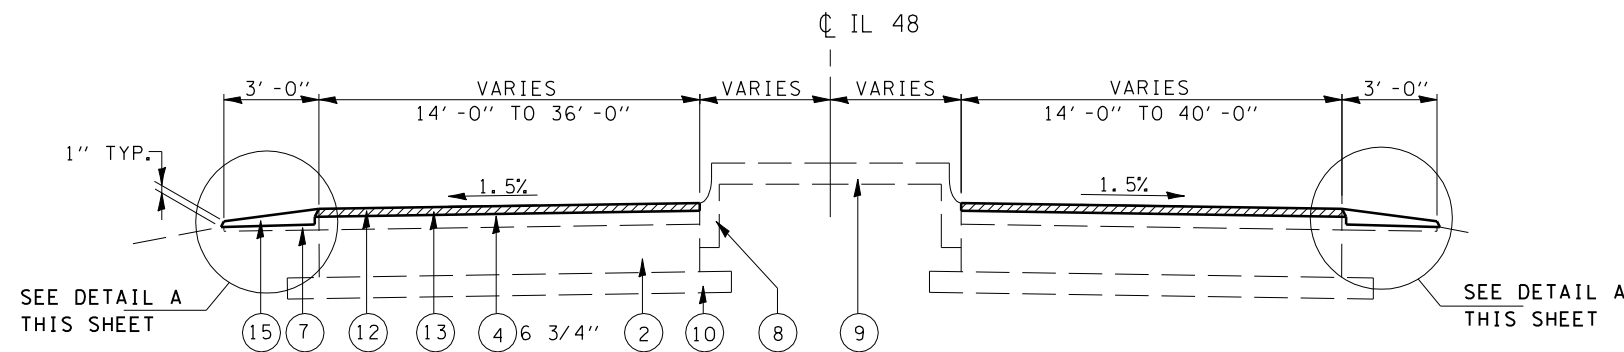 ℄ IL 48
3'-0" VARIES VARIES VARIES VARIES 3'-0"
14'-0" TO 36'-0" 14'-0" TO 40'-0"
1" TYP.
1.5% 1.5%
SEE DETAIL A
THIS SHEET
SEE DETAIL A
THIS SHEET
15 7 12 13 4 6 3/4" 2 10 8 9